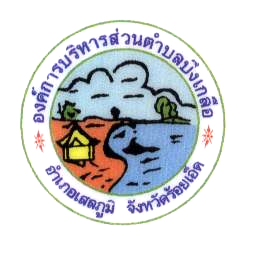 องค์การบริหารส่วนตำบลบึงเกลือ
อำเภอเสลภูมิ จังหวัดร้อยเอ็ด